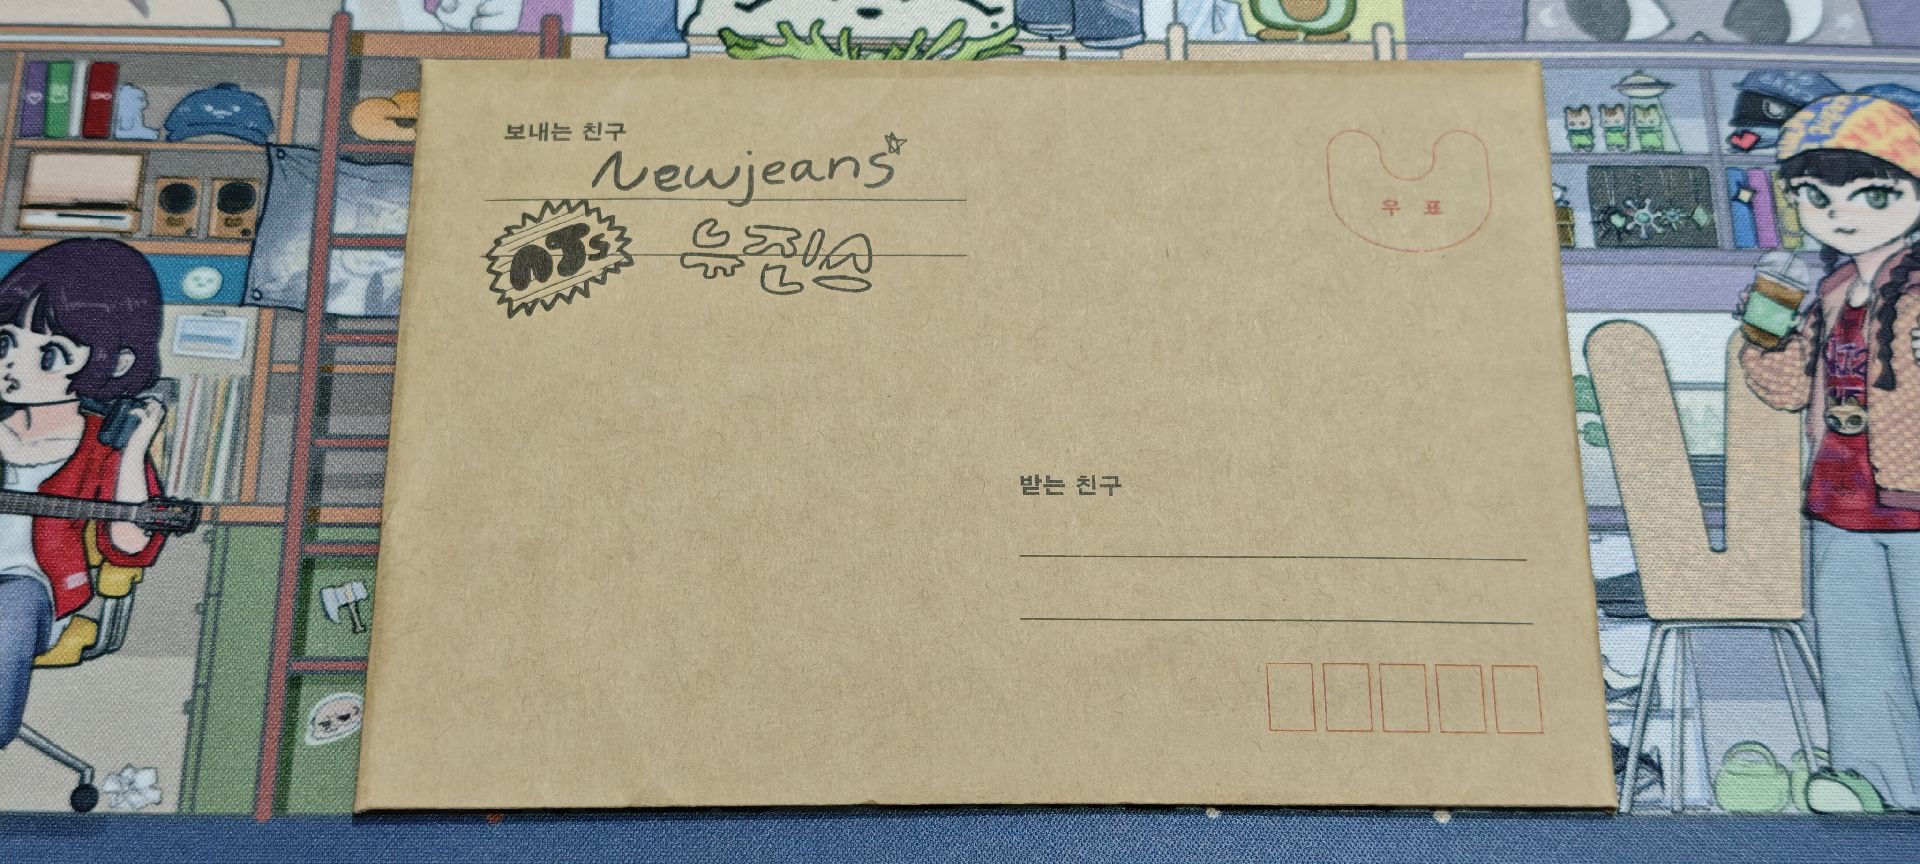 보내는 친구
Newjeans
NJs 뉴진스
우 표
받는 친구